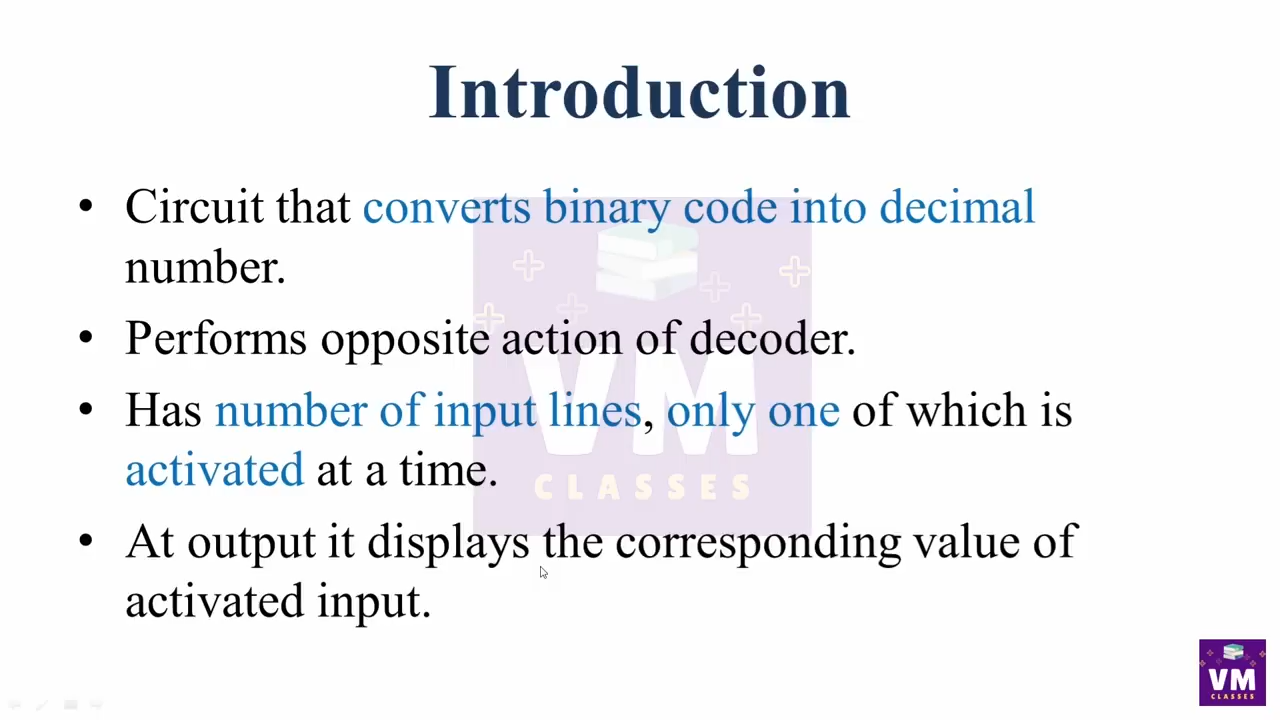 Introduction
• Circuit that converts binary code into decimal
number.
• Performs opposite action of decoder.
• Has number of input lines, only one of which is
activated at a time.
• At output it displays the corresponding value of
activated input.
VM
CLASSES
VM
CLASSES